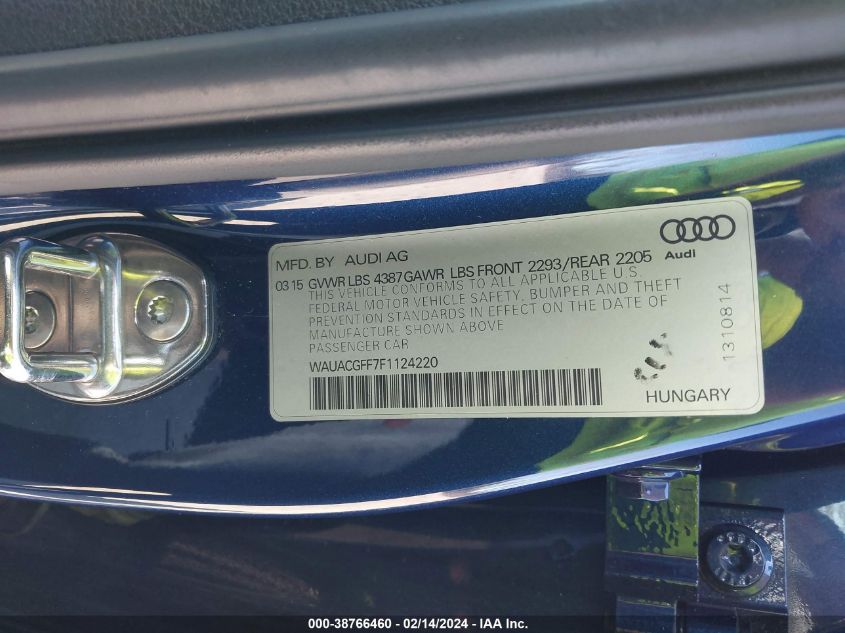 MFD. BY AUDI AG
Audi
03 15 GVWR LBS 4387 GAWR LBS FRONT 2293/REAR 2205
THIS VEHICLE CONFORMS TO ALL APPLICABLE U.S.
FEDERAL MOTOR VEHICLE SAFETY, BUMPER AND THEFT
PREVENTION STANDARDS IN EFFECT ON THE DATE OF
MANUFACTURE SHOWN ABOVE
PASSENGER CAR
WAUACGFF7F1124220
1310814
HUNGARY
000-38766460 - 02/14/2024 - IAA, Inc.